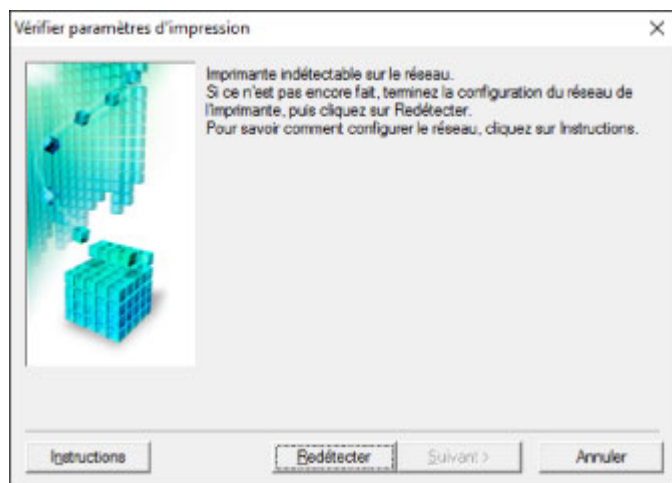 Vérifier paramètres d'impression
Imprimante indétectable sur le réseau.
Si ce n'est pas encore fait, terminez la configuration du réseau de
l'imprimante, puis cliquez sur Redétecter.
Pour savoir comment configurer le réseau, cliquez sur Instructions.
Instructions
Redétecter
Suivant >
Annuler